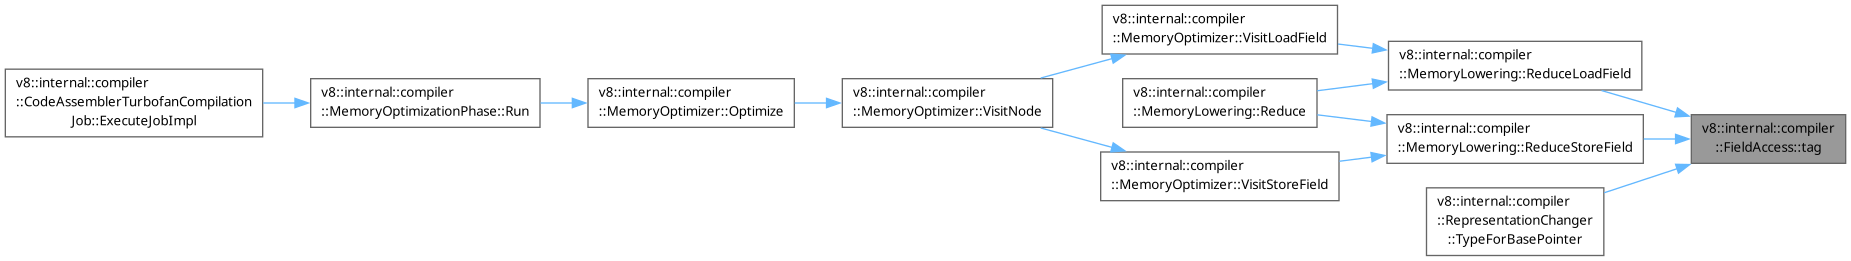 v8::internal::compiler
::CodeAssemblerTurbofanCompilation
Job::ExecuteJobImpl
v8::internal::compiler
::MemoryOptimizationPhase::Run
v8::internal::compiler
::MemoryOptimizer::Optimize
v8::internal::compiler
::MemoryOptimizer::VisitNode
v8::internal::compiler
::MemoryOptimizer::VisitLoadField
v8::internal::compiler
::MemoryLowering::Reduce
v8::internal::compiler
::MemoryOptimizer::VisitStoreField
v8::internal::compiler
::MemoryLowering::ReduceLoadField
v8::internal::compiler
::MemoryLowering::ReduceStoreField
v8::internal::compiler
::RepresentationChanger
::TypeForBasePointer
v8::internal::compiler
::FieldAccess::tag